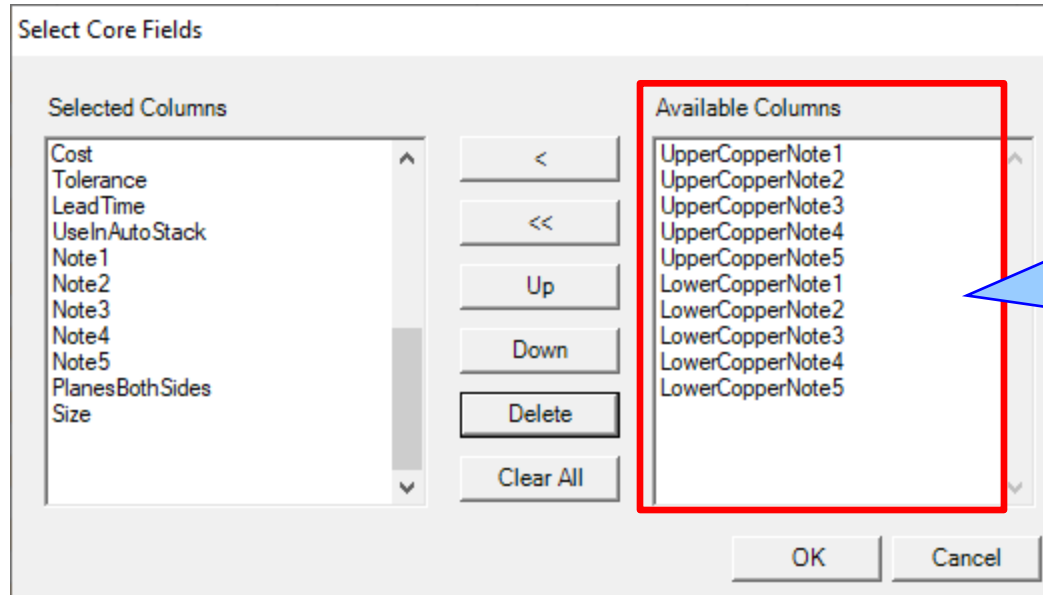 Select Core Fields
Selected Columns
Cost
Tolerance
LeadTime
UseInAutoStack
Note1
Note2
Note3
Note4
Note5
PlanesBothSides
Size
<
<<
Up
Down
Delete
Clear All
Available Columns
UpperCopperNote1
UpperCopperNote2
UpperCopperNote3
UpperCopperNote4
UpperCopperNote5
LowerCopperNote1
LowerCopperNote2
LowerCopperNote3
LowerCopperNote4
LowerCopperNote5
OK
Cancel